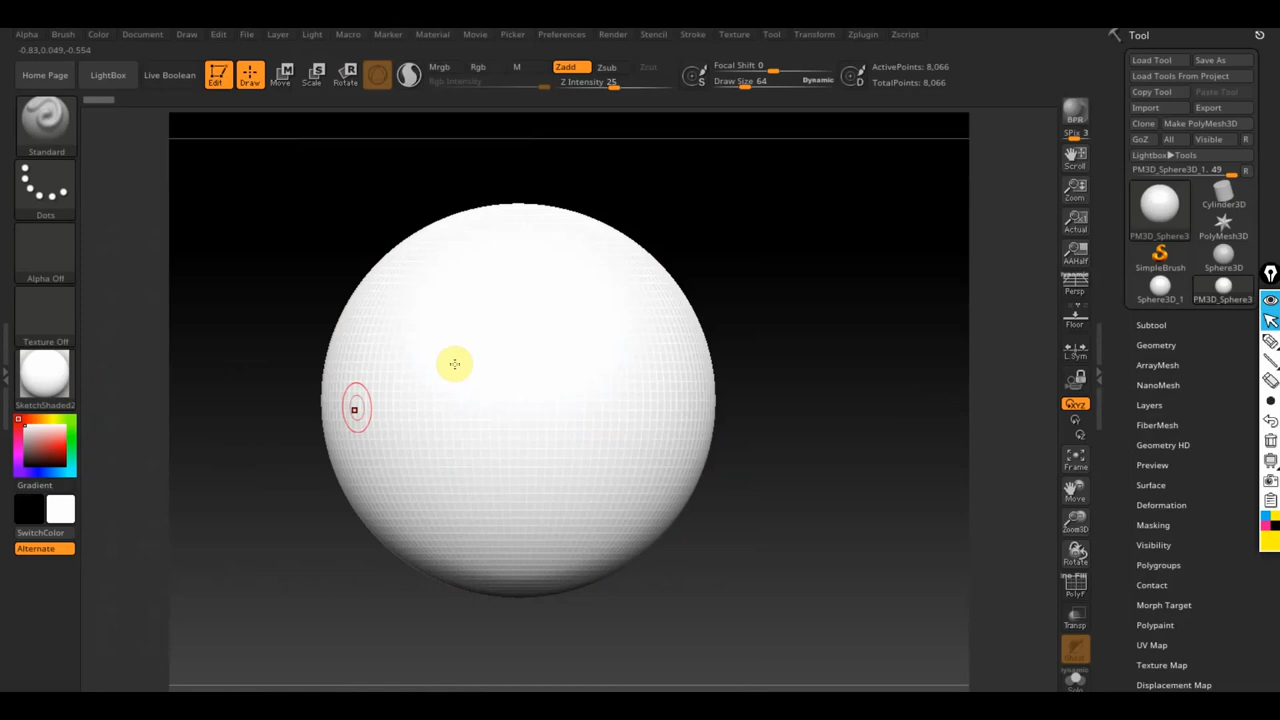 Alpha Brush Color Document Draw Edit File Layer Light Macro Marker Material Movie Picker Preferences Render Stencil Stroke Texture Tool Transform Zplugin Zscript
Tool
-0.83,0.049,-0.554
Home Page
LightBox
Live Boolean
Edit
Draw
Move
Scale
Rotate
Mrgb Rgb M
Rgb Intensity
Zadd Zsub Zcut
Z Intensity 25
S
Focal Shift 0
Draw Size 64
Dynamic
D
ActivePoints: 8,066
TotalPoints: 8,066
Standard
Dots
Alpha Off
Texture Off
SketchShaded2
Gradient
SwitchColor
Alternate
BPR
SPix 3
Scroll
Zoom
Actual
AAHalf
Dynamic
Persp
Floor
L.Sym
XYZ
Frame
Move
Zoom3D
Rotate
PolyF
Transp
Ghost
Dynamic
Solo
Load Tool Save As
Load Tools From Project
Copy Tool Paste Tool
Import Export
Clone Make PolyMesh3D
GoZ All Visible R
Lightbox▶Tools
PM3D_Sphere3D_1. 49 R
PM3D_Sphere3
Cylinder3D
PolyMesh3D
SimpleBrush
Sphere3D
Sphere3D_1
PM3D_Sphere3
Subtool
Geometry
ArrayMesh
NanoMesh
Layers
FiberMesh
Geometry HD
Preview
Surface
Deformation
Masking
Visibility
Polygroups
Contact
Morph Target
Polypaint
UV Map
Texture Map
Displacement Map